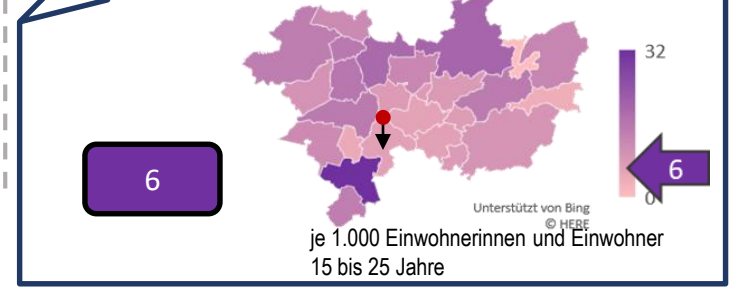 32
6
6
0
Unterstützt von Bing
© HERE
je 1.000 Einwohnerinnen und Einwohner
15 bis 25 Jahre